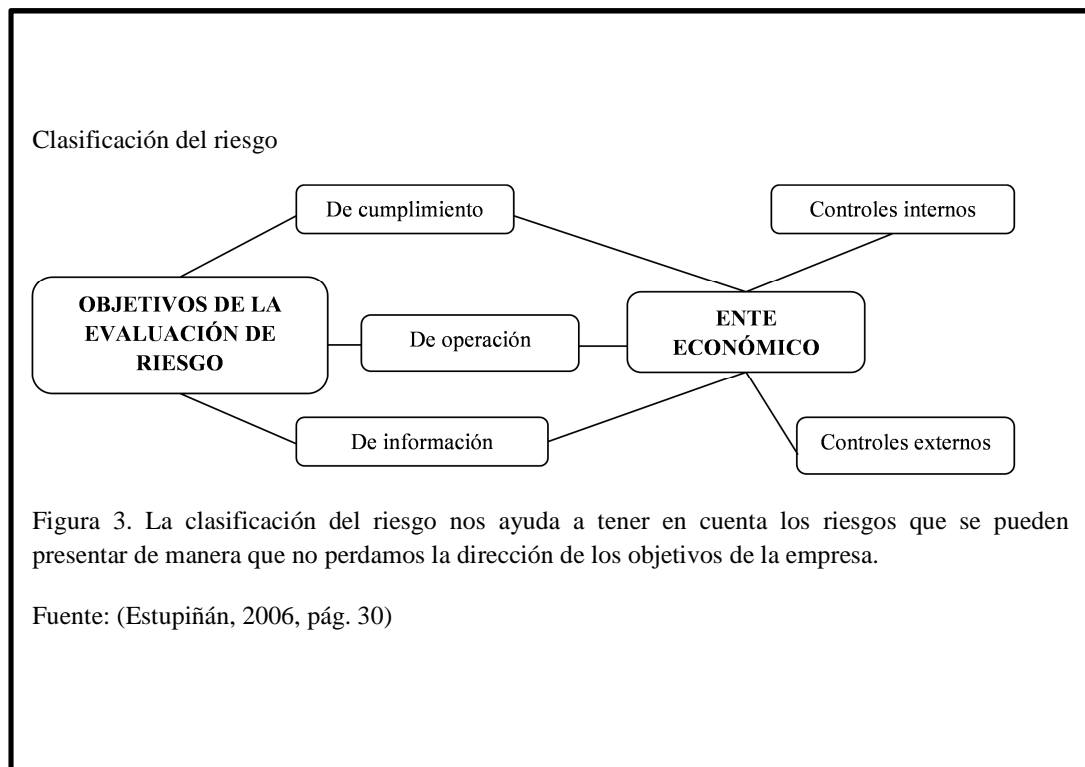 Clasificación del riesgo
De cumplimiento
Controles internos
OBJETIVOS DE LA
EVALUACIÓN DE
RIESGO
De operación
ENTE
ECONÓMICO
De información
Controles externos
Figura 3. La clasificación del riesgo nos ayuda a tener en cuenta los riesgos que se pueden
presentar de manera que no perdamos la dirección de los objetivos de la empresa.
Fuente: (Estupiñán, 2006, pág. 30)